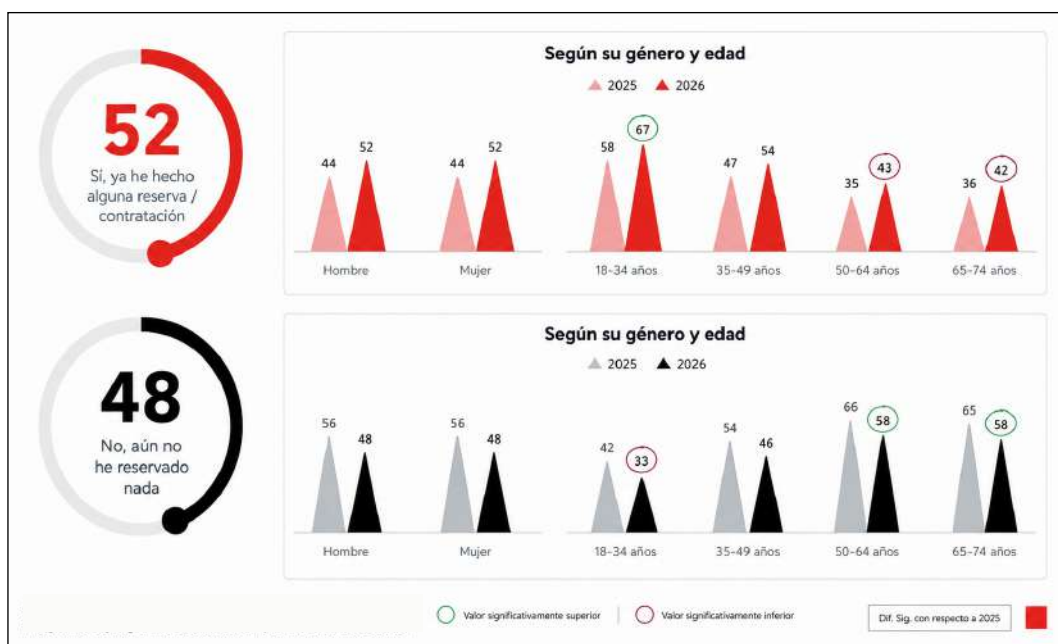 52
Sí, ya he hecho
alguna reserva /
contratación
Según su género y edad
2025 2026
44 52 44 52 58 67 47 54 35 43 36 42
Hombre Mujer 18-34 años 35-49 años 50-64 años 65-74 años
48
No, aún no
he reservado
nada
Según su género y edad
2025 2026
56 48 56 48 42 33 54 46 66 58 65 58
Hombre Mujer 18-34 años 35-49 años 50-64 años 65-74 años
Valor significativamente superior Valor significativamente inferior Dif. Sig. con respecto a 2025